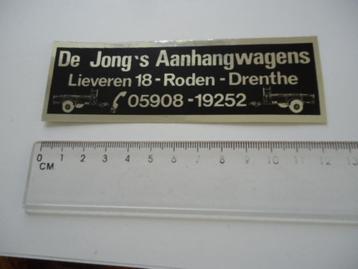 De Jong's Aanhangwagens
Lieveren 18 - Roden - Drenthe
05908 - 19252
0 1 2 3 4 5 6 7 8 9 10 11 12 13
CM